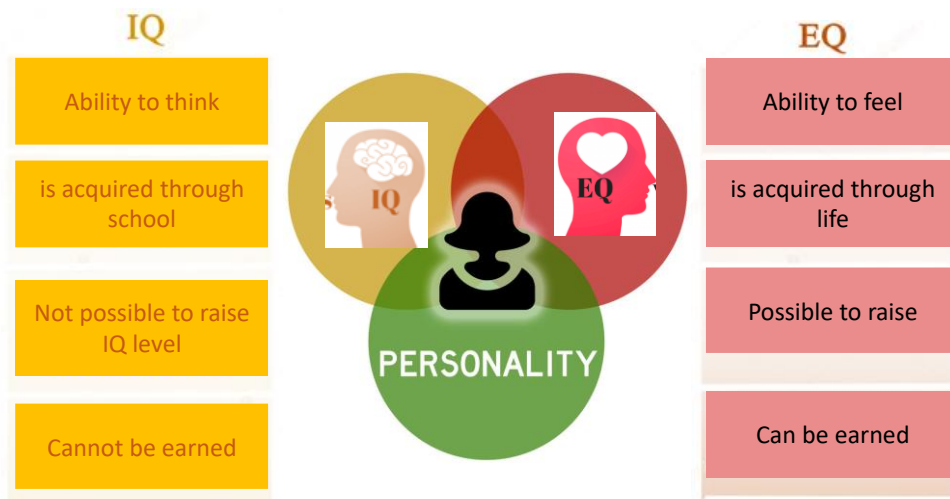 IQ
Ability to think
is acquired through
school
Not possible to raise
IQ level
Cannot be earned
s
IQ
EQ
PERSONALITY
EQ
Ability to feel
is acquired through
life
Possible to raise
Can be earned